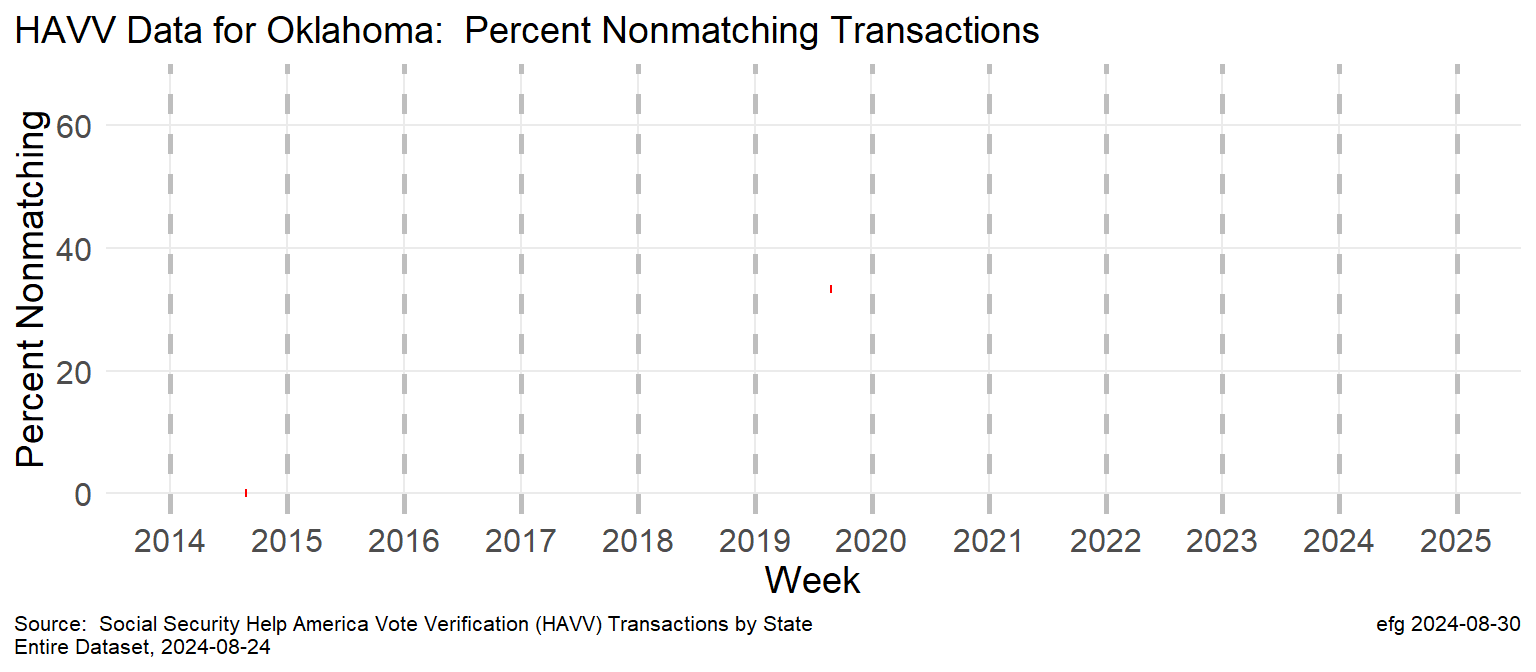 HAVV Data for Oklahoma:  Percent Nonmatching Transactions
Percent Nonmatching
60
40
20
0
2014 2015 2016 2017 2018 2019 2020 2021 2022 2023 2024 2025
Week
Source:  Social Security Help America Vote Verification (HAVV) Transactions by State
Entire Dataset, 2024-08-24
efg 2024-08-30